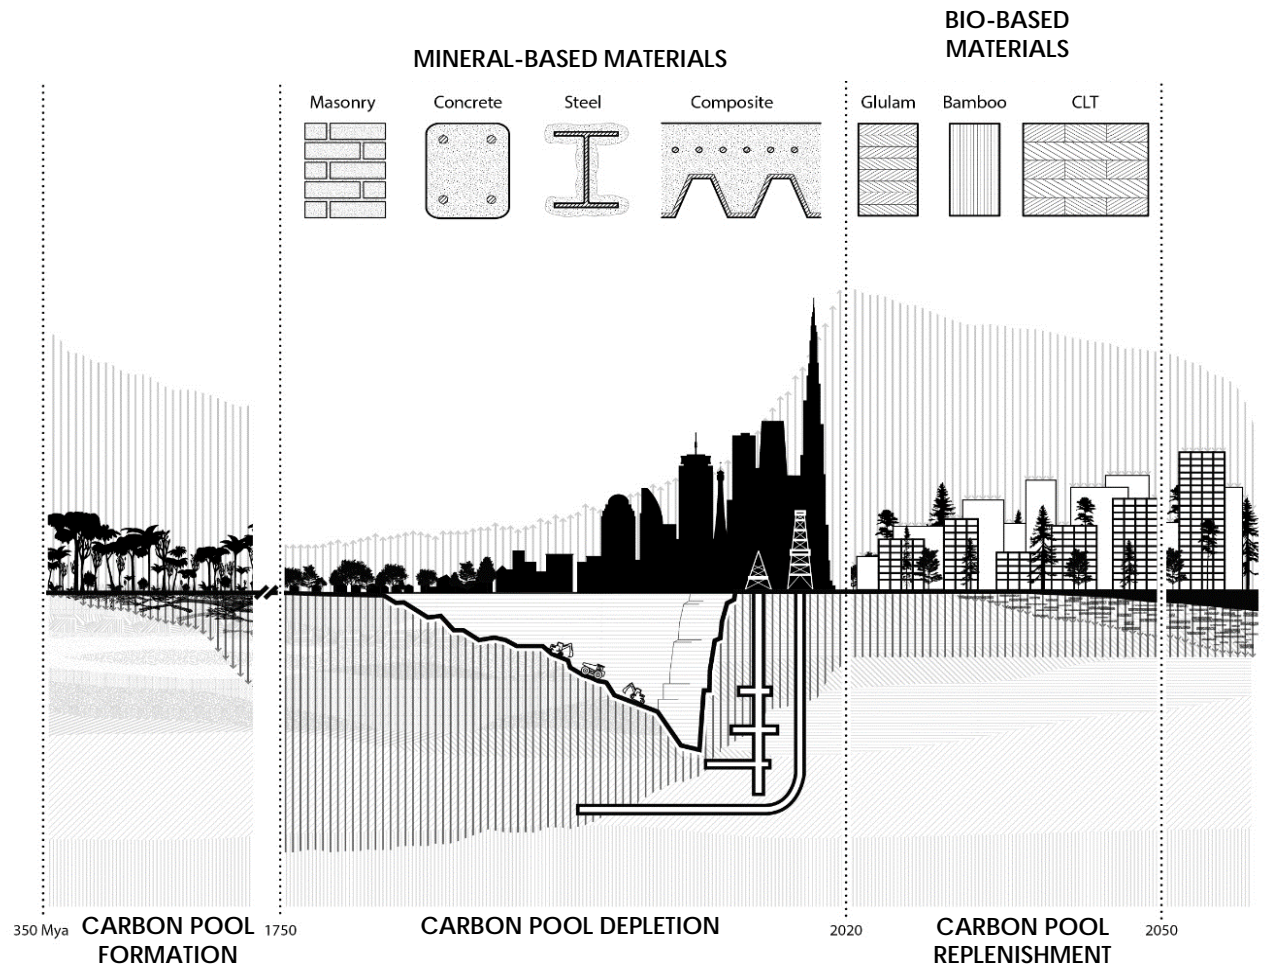 BIO-BASED
MATERIALS
MINERAL-BASED MATERIALS
Masonry
Concrete
Steel
Composite
Glulam
Bamboo
CLT
350 Mya
CARBON POOL
FORMATION
1750
CARBON POOL DEPLETION
2020
CARBON POOL
REPLENISHMENT
2050